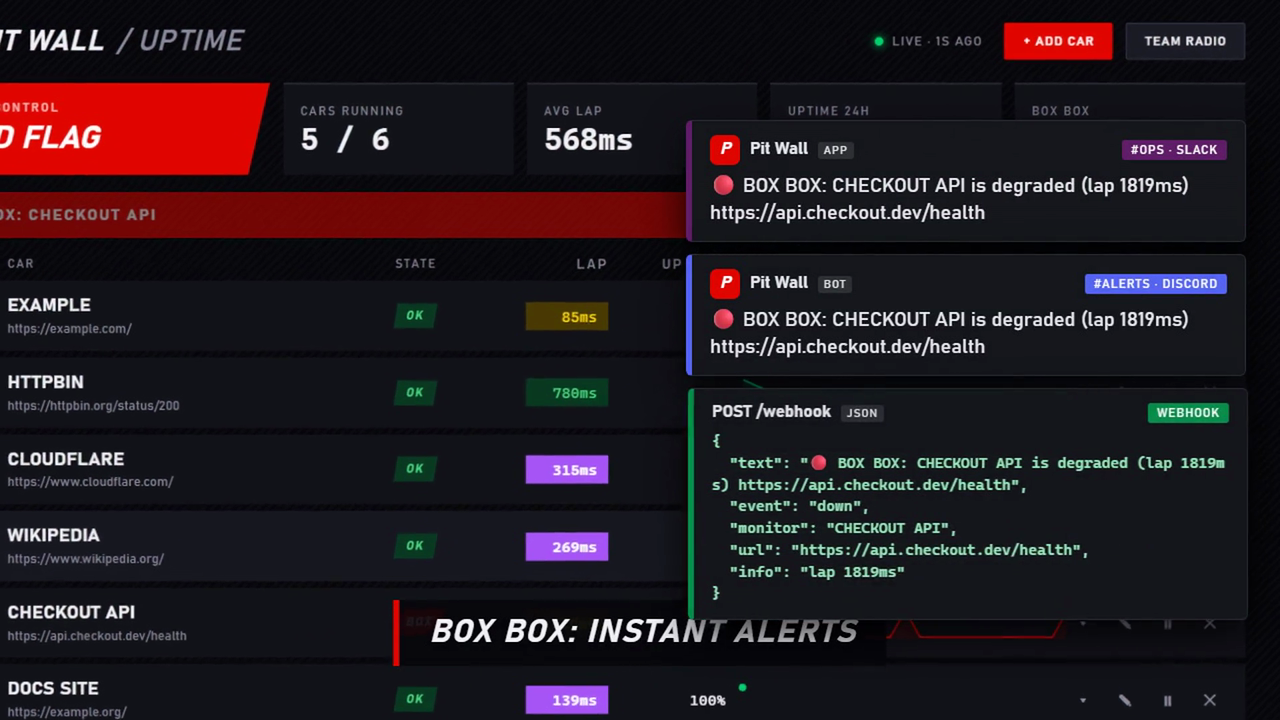 IT WALL / UPTIME
LIVE · 1S AGO
+ ADD CAR
TEAM RADIO
CONTROL
D FLAG
CARS RUNNING
5 / 6
AVG LAP
568ms
UPTIME 24H
BOX BOX
OX: CHECKOUT API
P Pit Wall APP
#OPS · SLACK
🔴 BOX BOX: CHECKOUT API is degraded (lap 1819ms)
https://api.checkout.dev/health
P Pit Wall BOT
#ALERTS · DISCORD
🔴 BOX BOX: CHECKOUT API is degraded (lap 1819ms)
https://api.checkout.dev/health
POST /webhook JSON
WEBHOOK
{
"text": "🔴 BOX BOX: CHECKOUT API is degraded (lap 1819m
s) https://api.checkout.dev/health",
"event": "down",
"monitor": "CHECKOUT API",
"url": "https://api.checkout.dev/health",
"info": "lap 1819ms"
}
CAR
STATE
LAP
UP
EXAMPLE
https://example.com/
OK
85ms
HTTPBIN
https://httpbin.org/status/200
OK
780ms
CLOUDFLARE
https://www.cloudflare.com/
OK
315ms
WIKIPEDIA
https://www.wikipedia.org/
OK
269ms
CHECKOUT API
https://api.checkout.dev/health
BOX
BOX BOX: INSTANT ALERTS
DOCS SITE
https://example.org/
OK
139ms
100%